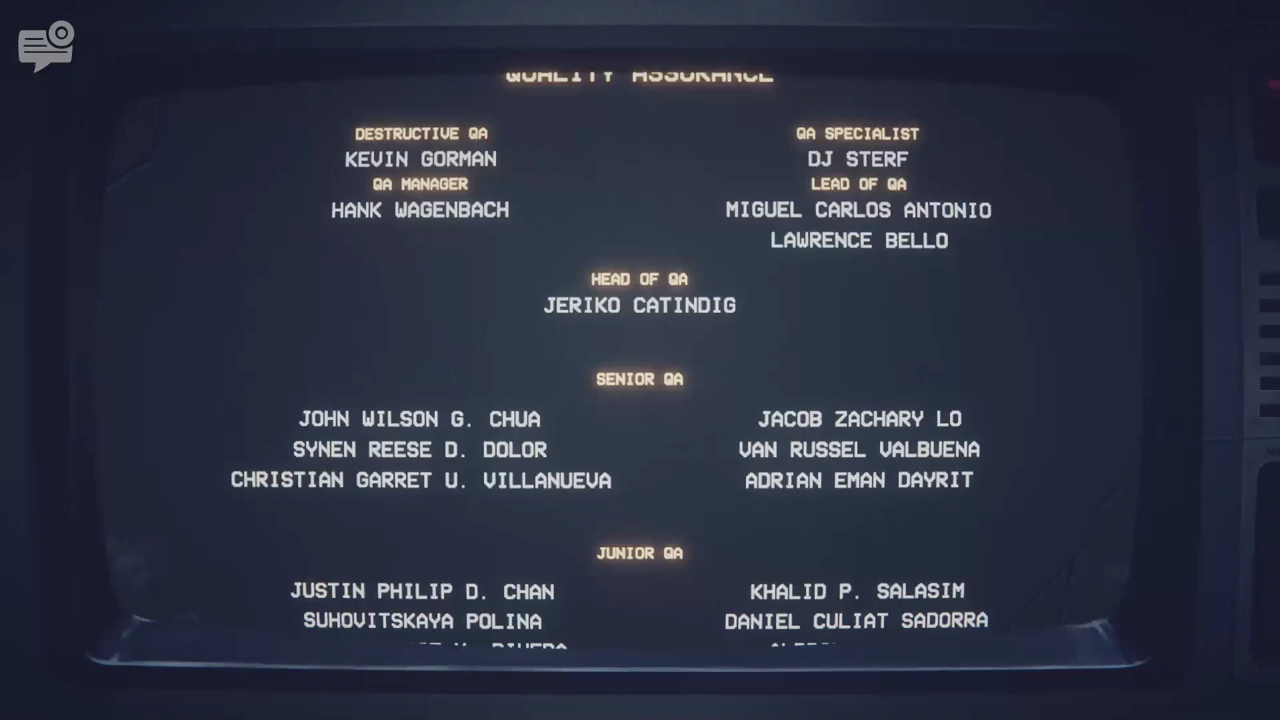 QUALITY ASSURANCE
DESTRUCTIVE QA
KEVIN GORMAN
QA MANAGER
HANK WAGENBACH
QA SPECIALIST
DJ STERF
LEAD OF QA
MIGUEL CARLOS ANTONIO
LAWRENCE BELLO
HEAD OF QA
JERIKO CATINDIG
SENIOR QA
JOHN WILSON G. CHUA
SYNEN REESE D. DOLOR
CHRISTIAN GARRET U. VILLANUEVA
JACOB ZACHARY LO
VAN RUSSEL VALBUENA
ADRIAN EMAN DAYRIT
JUNIOR QA
JUSTIN PHILIP D. CHAN
SUHOVITSKAYA POLINA
RIVERA
KHALID P. SALASIM
DANIEL CULIAT SADORRA